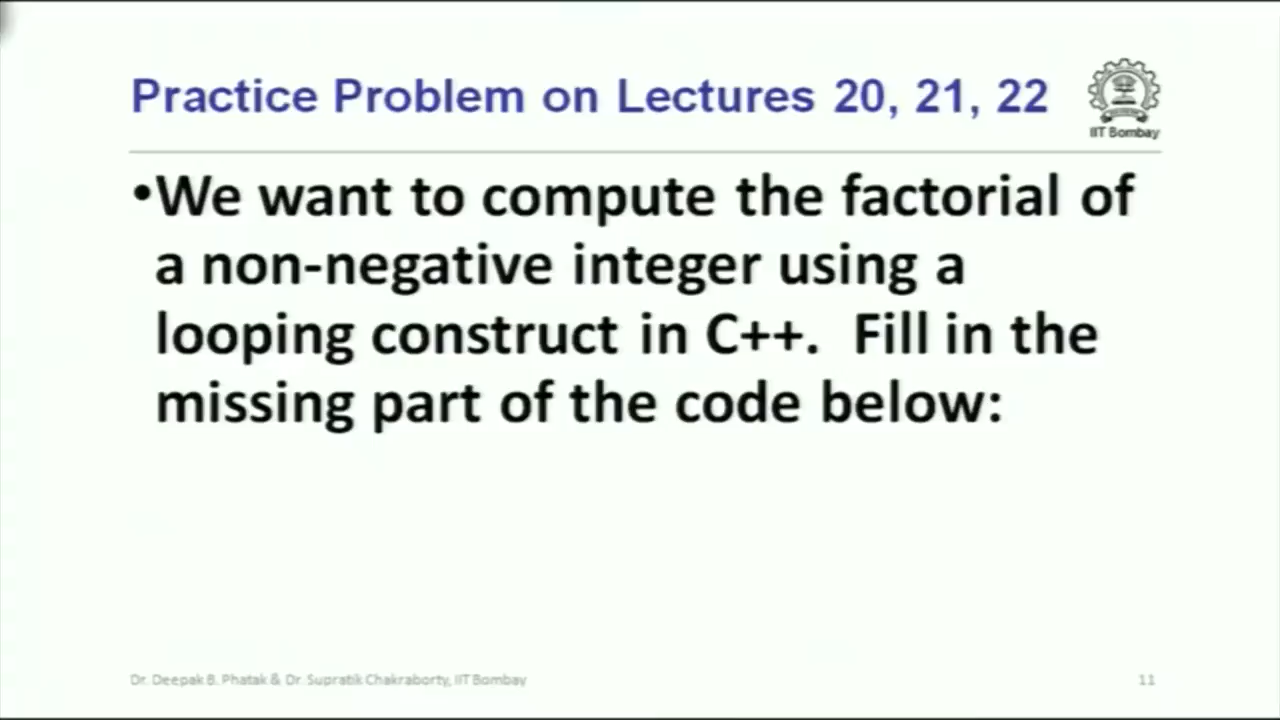 Practice Problem on Lectures 20, 21, 22
IIT Bombay
•We want to compute the factorial of
a non-negative integer using a
looping construct in C++.  Fill in the
missing part of the code below:
Dr. Deepak B. Phatak & Dr. Supratik Chakraborty, IIT Bombay
11